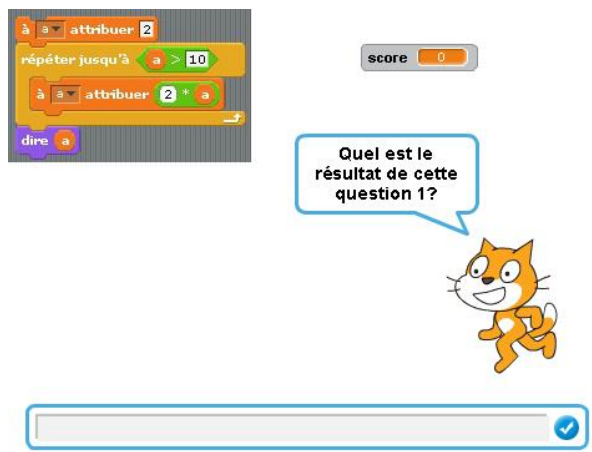 à a attribuer 2
répéter jusqu'à a > 10
à a attribuer 2 * a
dire a
score 0
Quel est le
résultat de cette
question 1?